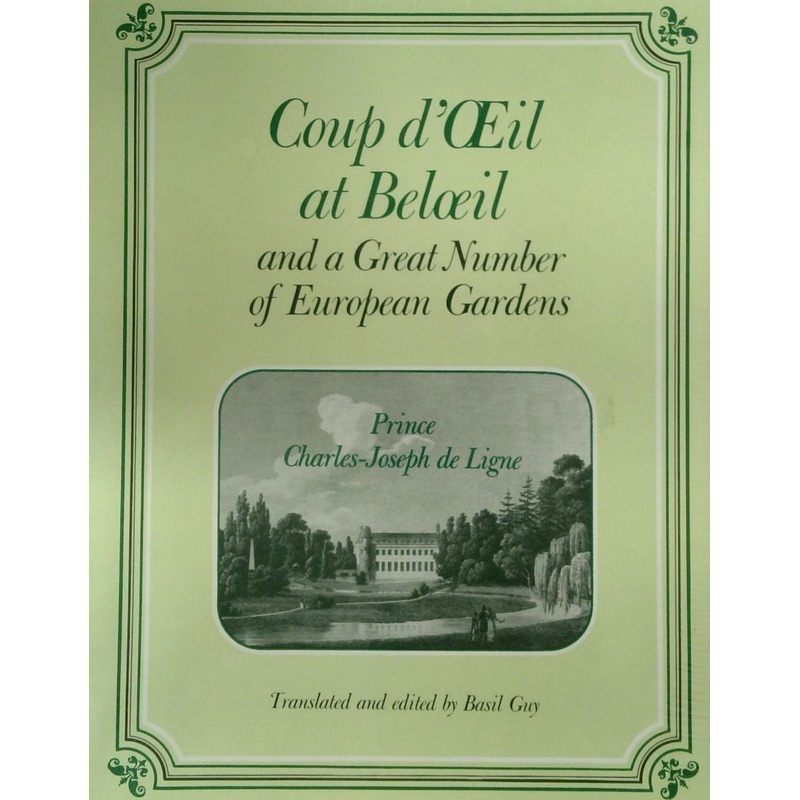 Coup d'Œil
at Belœil
and a Great Number
of European Gardens
Prince
Charles-Joseph de Ligne
Translated and edited by Basil Guy